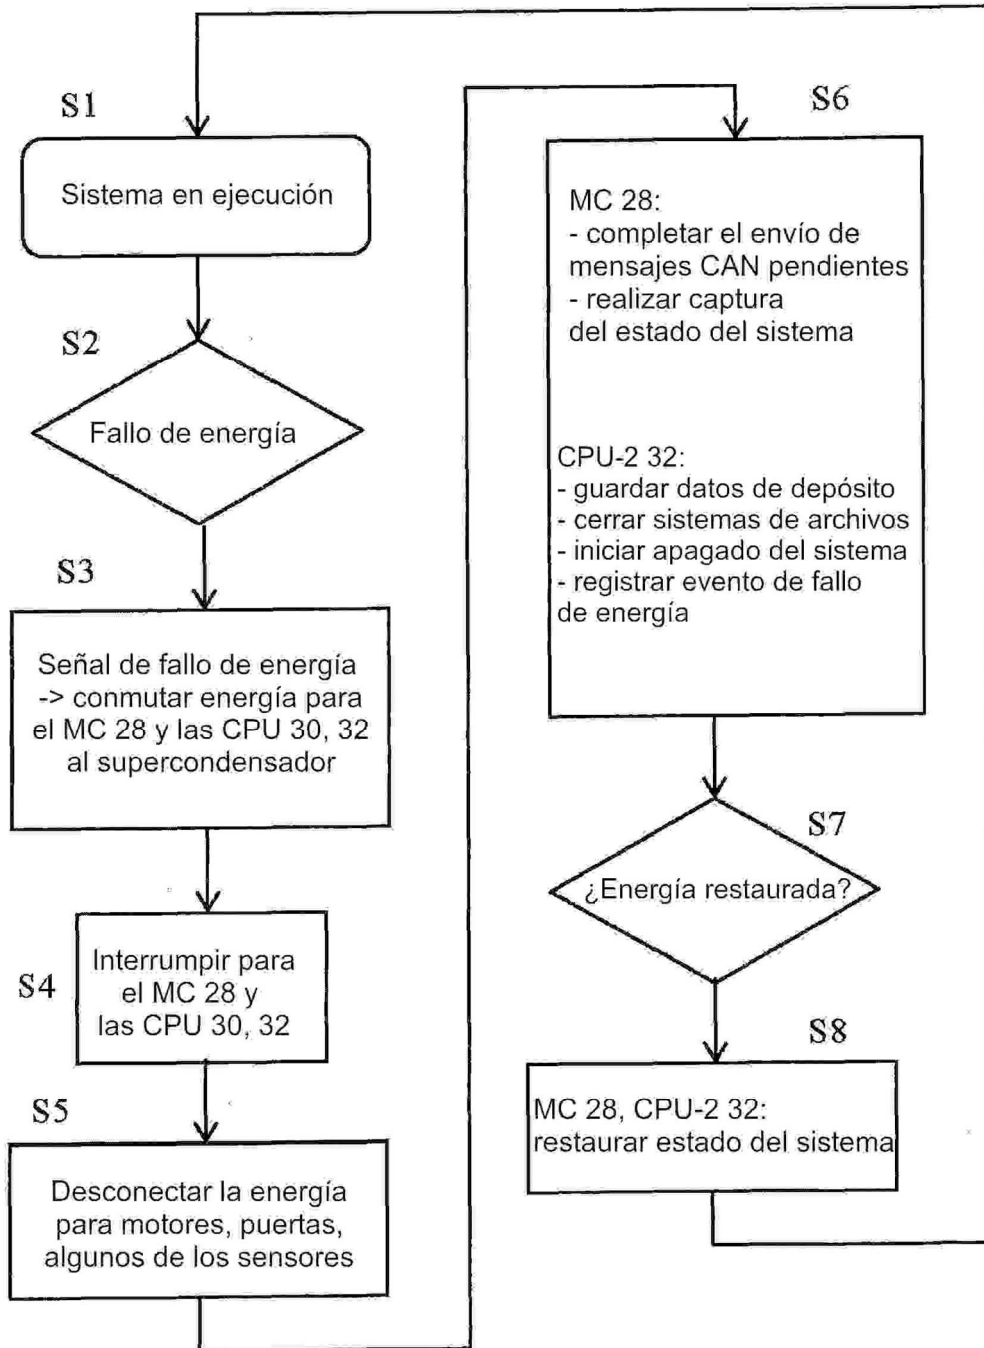 S1
Sistema en ejecución
S2
Fallo de energía
S3
Señal de fallo de energía
-> conmutar energía para
el MC 28 y las CPU 30, 32
al supercondensador
S4
Interrumpir para
el MC 28 y
las CPU 30, 32
S5
Desconectar la energía
para motores, puertas,
algunos de los sensores
S6
MC 28:
- completar el envío de
mensajes CAN pendientes
- realizar captura
del estado del sistema
CPU-2 32:
- guardar datos de depósito
- cerrar sistemas de archivos
- iniciar apagado del sistema
- registrar evento de fallo
de energía
S7
¿Energía restaurada?
S8
MC 28, CPU-2 32:
restaurar estado del sistema